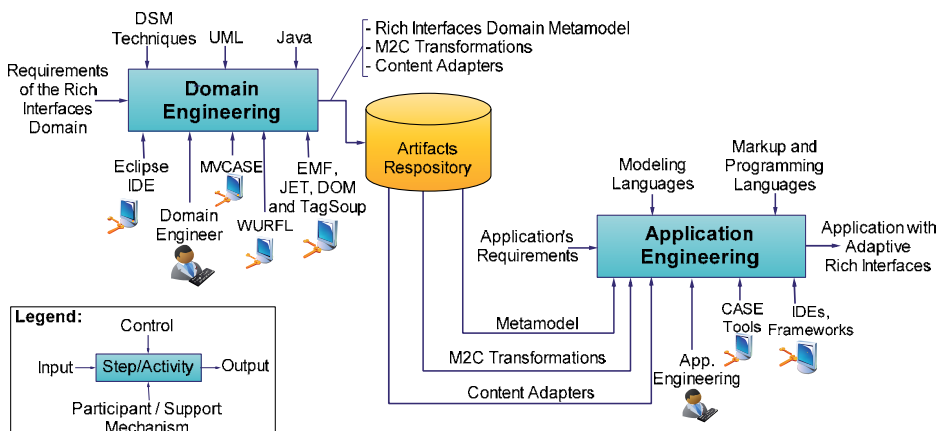 DSM
Techniques
UML
Java
- Rich Interfaces Domain Metamodel
- M2C Transformations
- Content Adapters
Requirements
of the Rich
Interfaces
Domain
Domain
Engineering
Eclipse
IDE
Domain
Engineer
MVCASE
WURFL
EMF,
JET, DOM
and TagSoup
Artifacts
Respository
Modeling
Languages
Markup and
Programming
Languages
Application's
Requirements
Application
Engineering
Application with
Adaptive
Rich Interfaces
Metamodel
M2C Transformations
Content Adapters
App.
Engineering
CASE
Tools
IDEs,
Frameworks
Legend:
Control
Input
Step/Activity
Output
Participant / Support
Mechanism